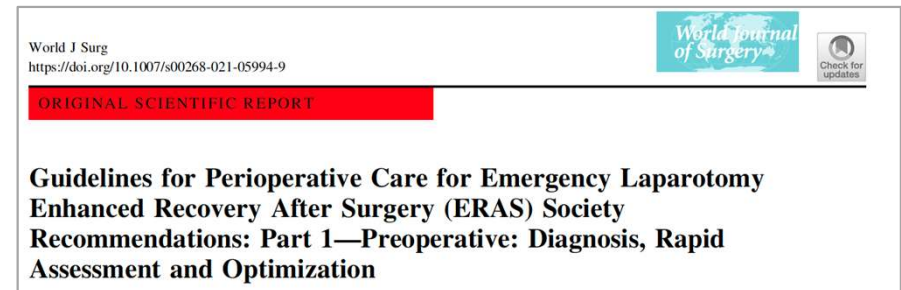 World J Surg
https://doi.org/10.1007/s00268-021-05994-9
World Journal
of Surgery
Check for
updates
ORIGINAL SCIENTIFIC REPORT
Guidelines for Perioperative Care for Emergency Laparotomy
Enhanced Recovery After Surgery (ERAS) Society
Recommendations: Part 1—Preoperative: Diagnosis, Rapid
Assessment and Optimization